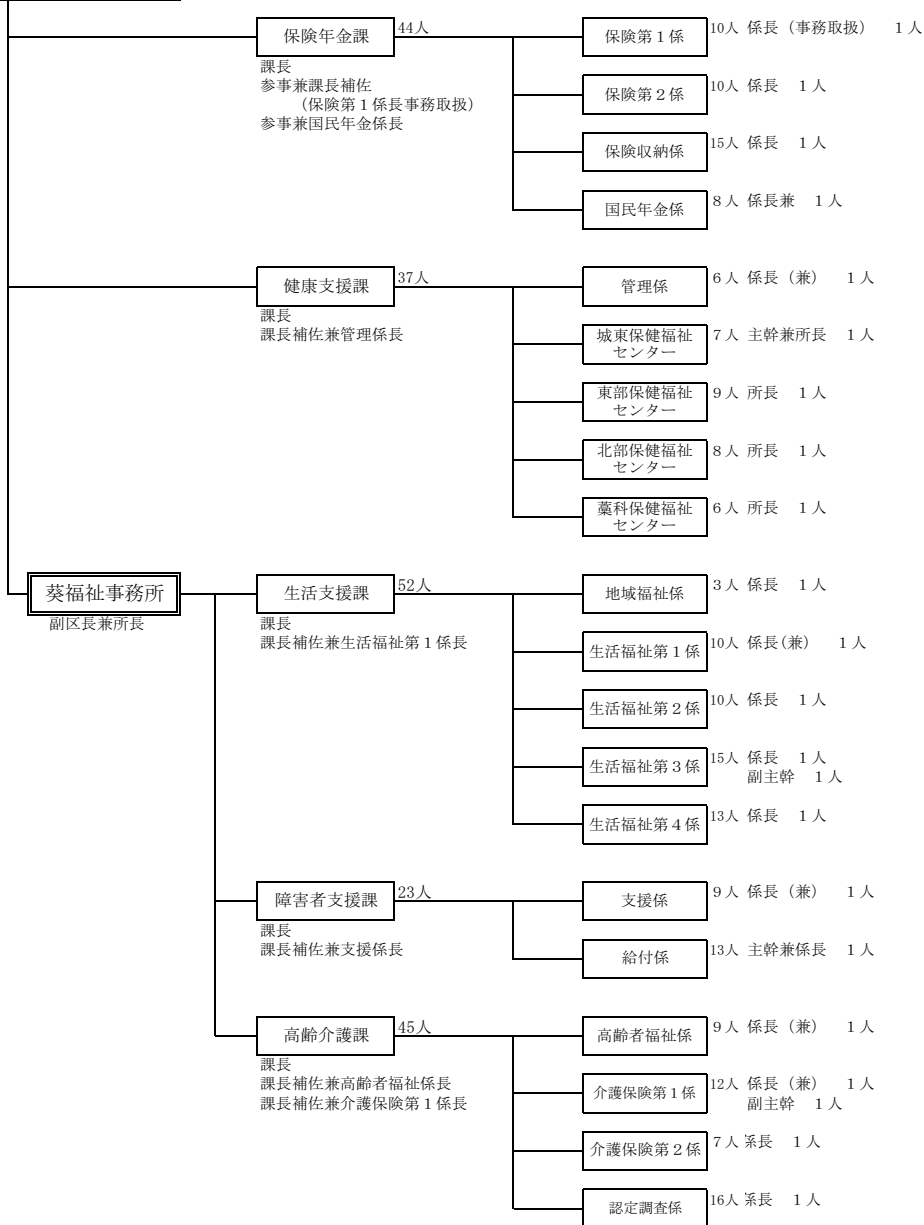 保険年金課 44人
課長
参事兼課長補佐
（保険第１係長事務取扱）
参事兼国民年金係長
保険第１係 10人 係長（事務取扱） １人
保険第２係 10人 係長 １人
保険収納係 15人 係長 １人
国民年金係 ８人 係長兼 １人
健康支援課 37人
課長
課長補佐兼管理係長
管理係 ６人 係長（兼） １人
城東保健福祉
センター ７人 主幹兼所長 １人
東部保健福祉
センター ９人 所長 １人
北部保健福祉
センター ８人 所長 １人
藁科保健福祉
センター ６人 所長 １人
葵福祉事務所
副区長兼所長
生活支援課 52人
課長
課長補佐兼生活福祉第１係長
地域福祉係 ３人 係長 １人
生活福祉第１係 10人 係長(兼) １人
生活福祉第２係 10人 係長 １人
生活福祉第３係 15人 係長 １人
副主幹 １人
生活福祉第４係 13人 係長 １人
障害者支援課 23人
課長
課長補佐兼支援係長
支援係 ９人 係長（兼） １人
給付係 13人 主幹兼係長 １人
高齢介護課 45人
課長
課長補佐兼高齢者福祉係長
課長補佐兼介護保険第１係長
高齢者福祉係 ９人 係長（兼） １人
介護保険第１係 12人 係長（兼） １人
副主幹 １人
介護保険第２係 ７人 係長 １人
認定調査係 16人 係長 １人